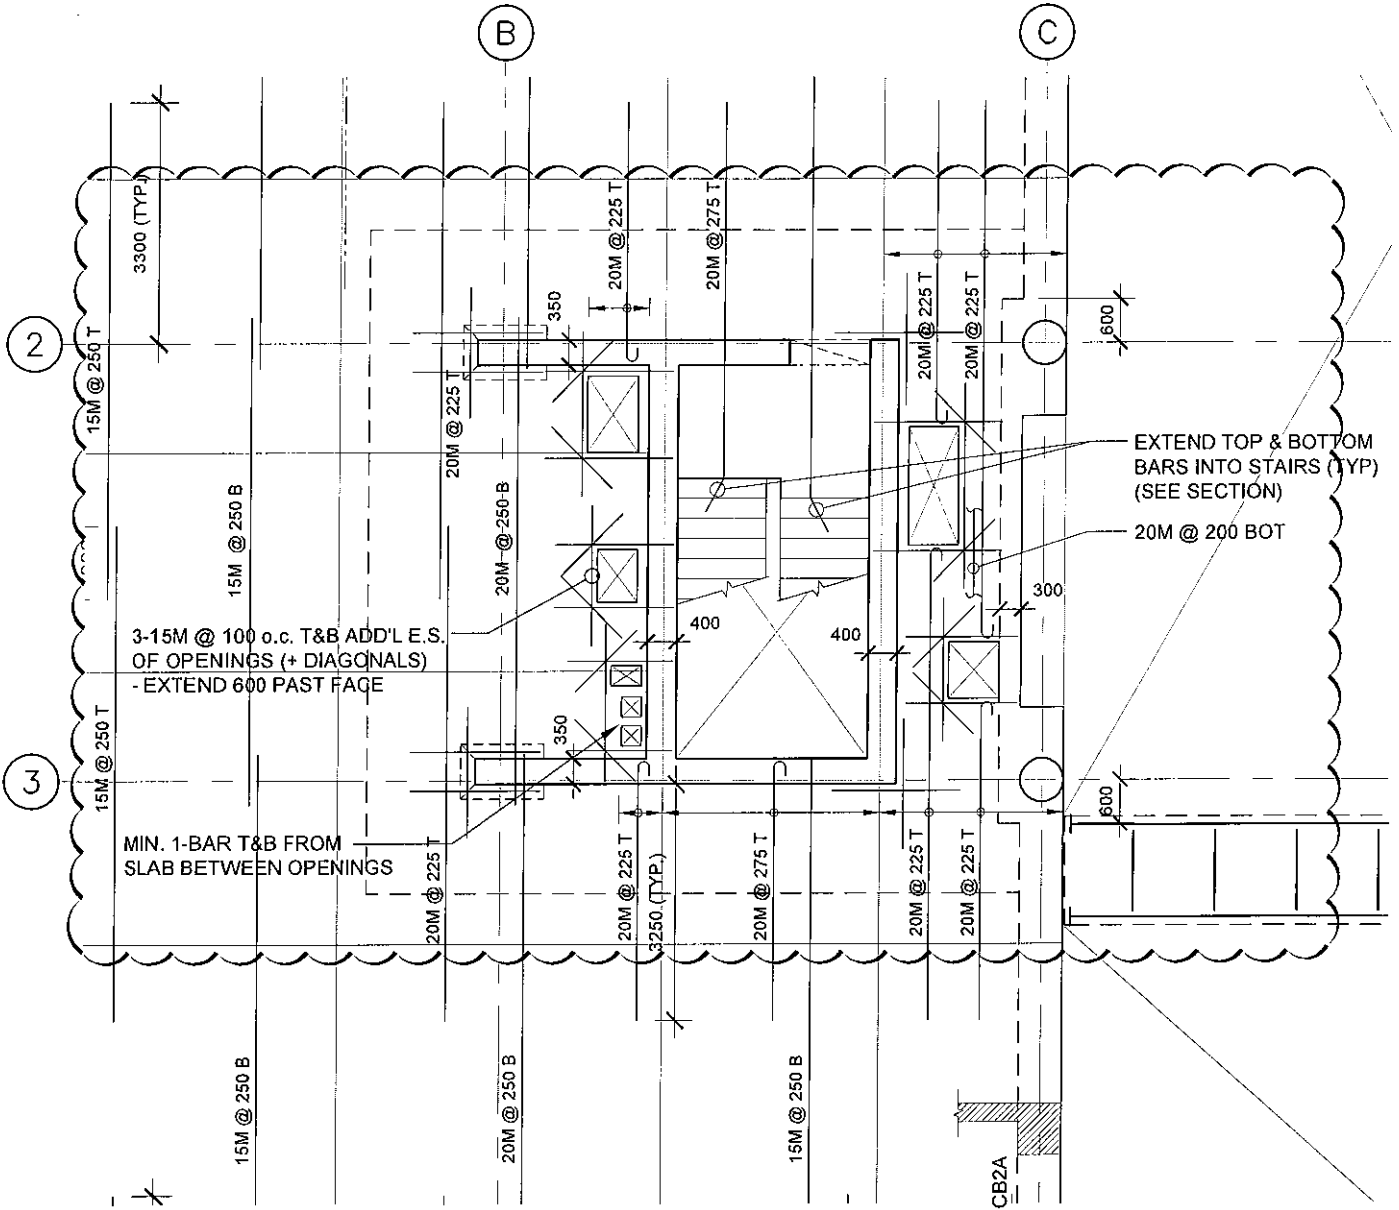 B
C
3300 (TYP.)
20M @ 225 T
20M @ 275 T
350
20M @ 225 T
20M @ 225 T
600
2
15M @ 250 T
20M @ 225 T
EXTEND TOP & BOTTOM
BARS INTO STAIRS (TYP)
(SEE SECTION)
15M @ 250 B
20M @ 250 B
20M @ 200 BOT
300
3-15M @ 100 o.c. T&B ADD'L E.S.
OF OPENINGS (+ DIAGONALS)
- EXTEND 600 PAST FACE
400
400
15M @ 250 T
350
3
600
MIN. 1-BAR T&B FROM
SLAB BETWEEN OPENINGS
20M @ 225 T
20M @ 225 T
3250 (TYP.)
20M @ 275 T
20M @ 225 T
20M @ 225 T
15M @ 250 B
20M @ 250 B
15M @ 250 B
CB2A